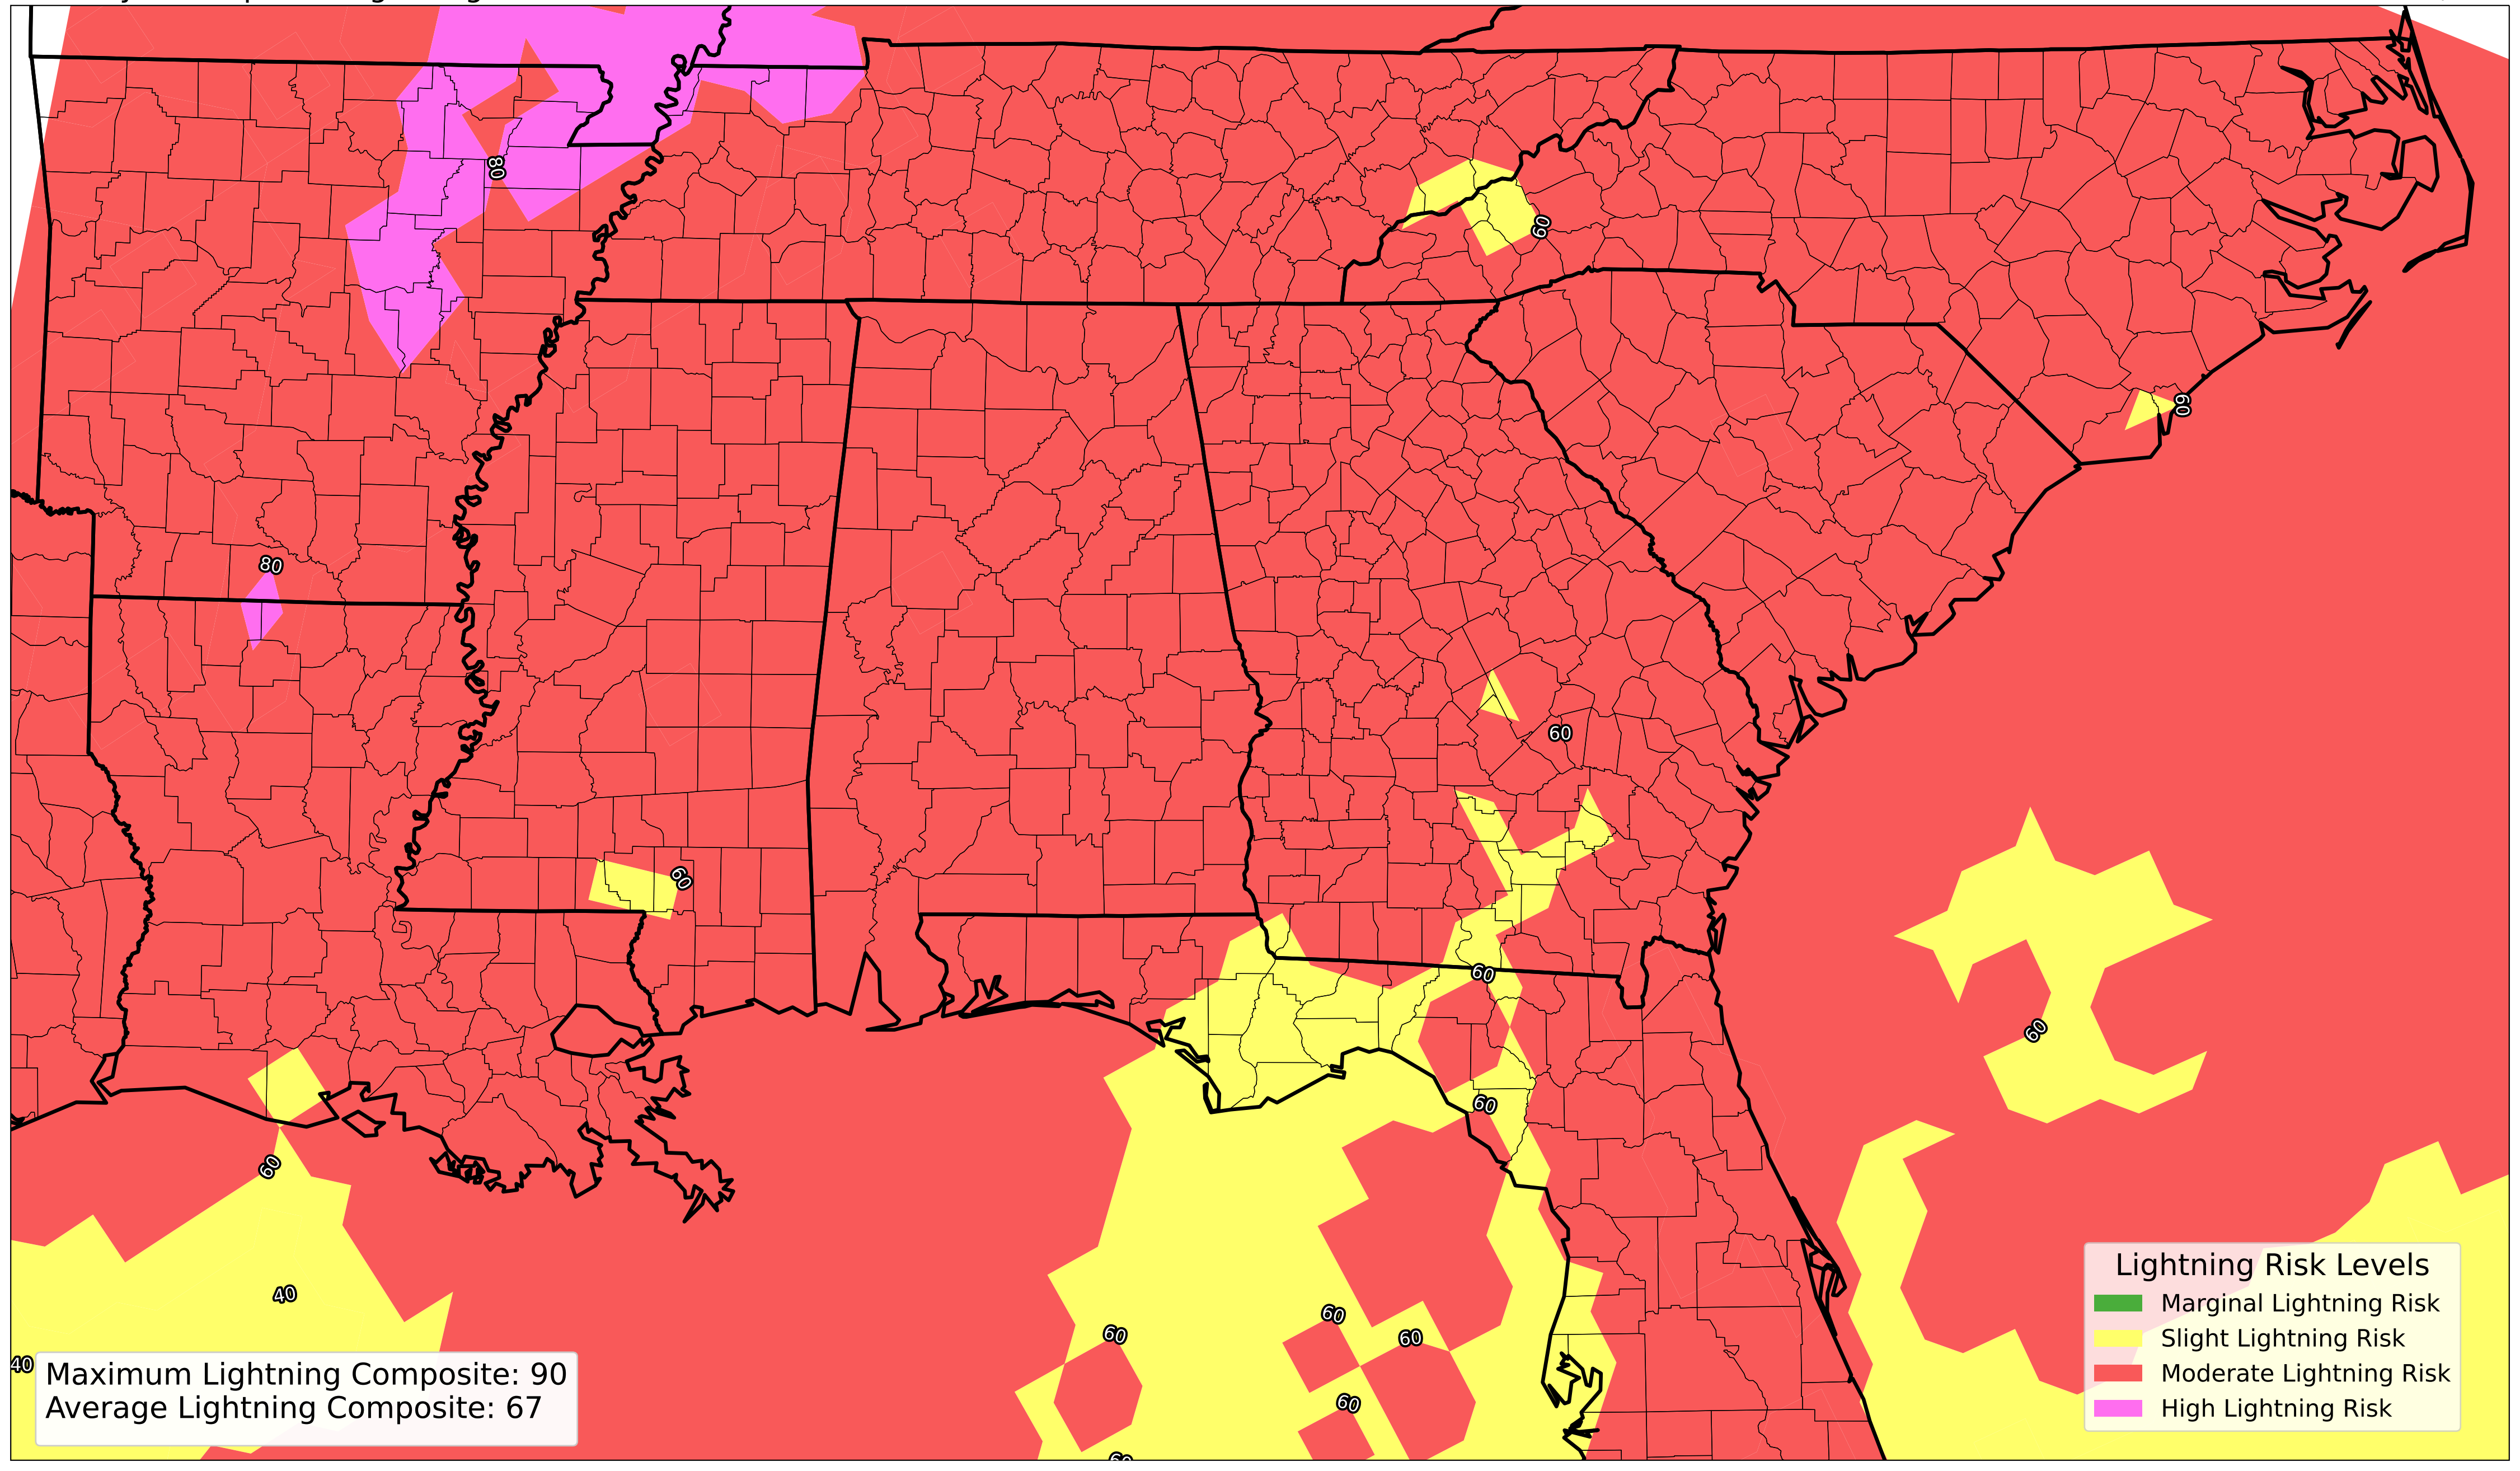 80
60
60
80
60
60
60
60
60
60
40
60
60
60
40
60
60
Maximum Lightning Composite: 90
Average Lightning Composite: 67
Lightning Risk Levels
Marginal Lightning Risk
Slight Lightning Risk
Moderate Lightning Risk
High Lightning Risk